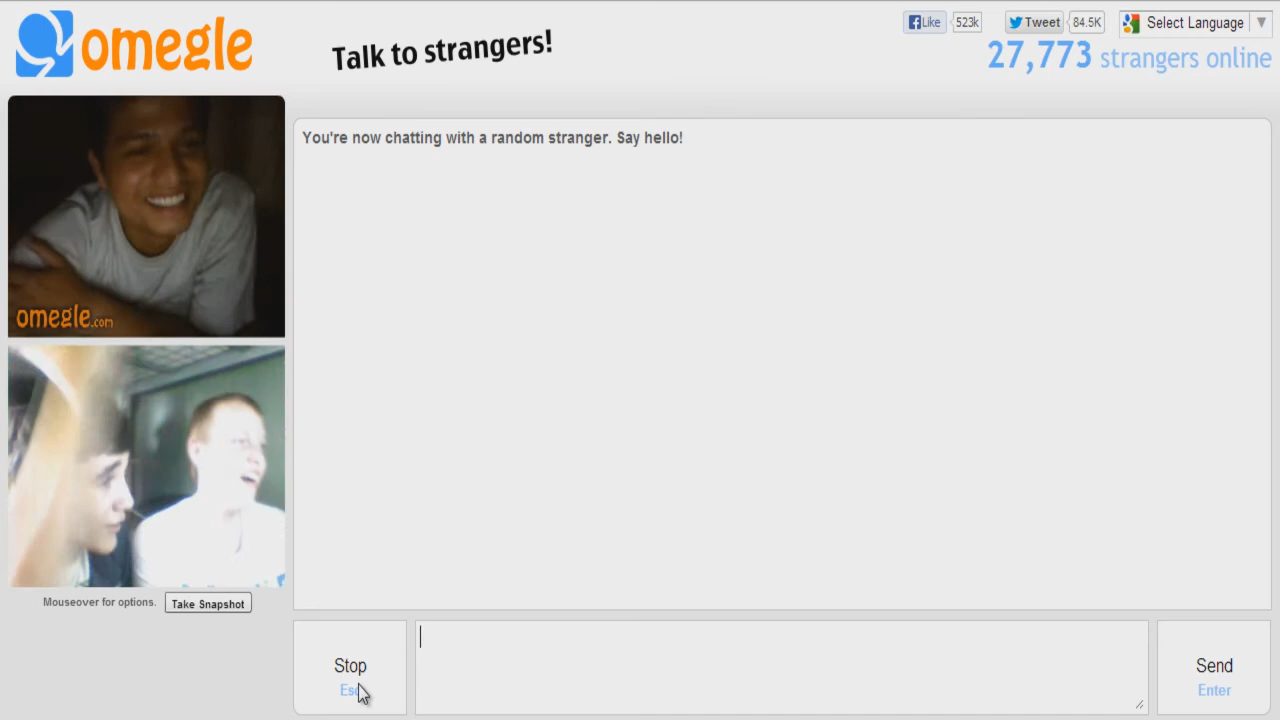 omegle
Talk to strangers!
Like
523k
Tweet
84.5K
Select Language
27,773 strangers online
You're now chatting with a random stranger. Say hello!
omegle.com
Mouseover for options.
Take Snapshot
Stop
Esc
Send
Enter